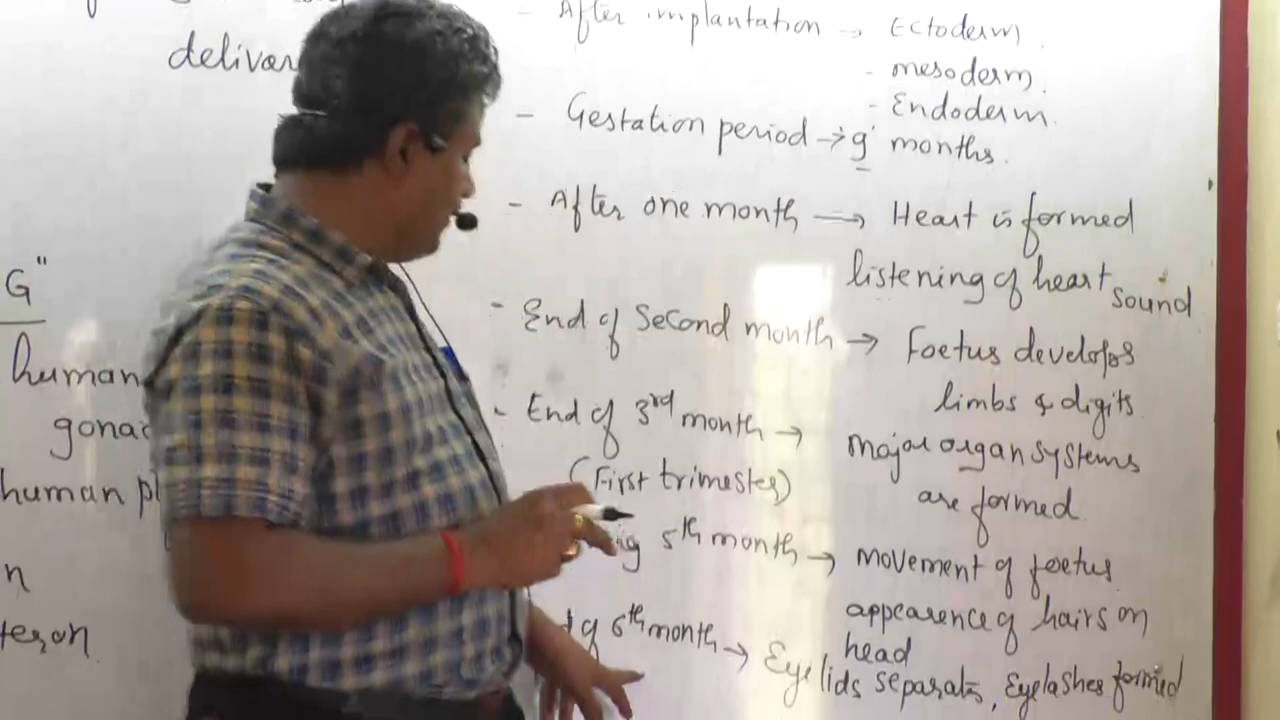 delivar
G"
human
gonad
human pl
n
teron
- After implantation → Ectoderm.
- mesoderm.
- Endoderm.
- Gestation period → 9 months.
- After one month → Heart is formed
listening of heart sound
- End of Second month → Foetus develops
limbs & digits
- End of 3rd month → major organ systems
(First trimester) are formed
5th month → movement of foetus
appearence of hairs on
head
of 6th month → Eyelids separats, Eyelashes formed